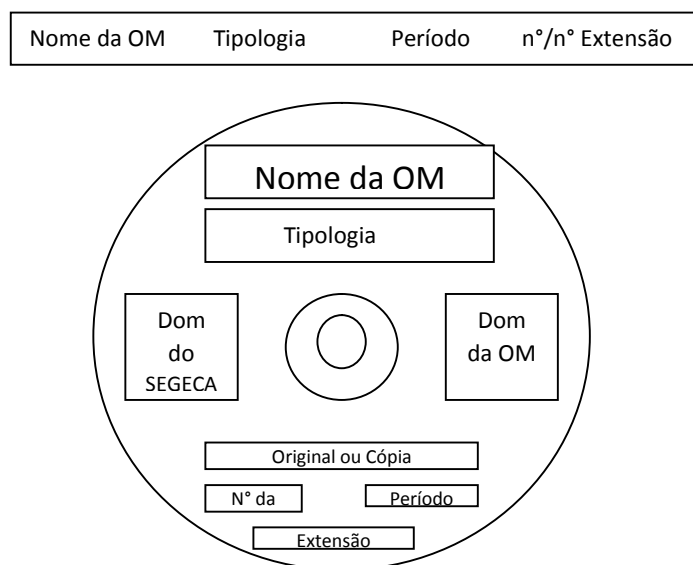 Nome da OM Tipologia Período n°/n° Extensão
Nome da OM
Tipologia
Dom
do
SEGECA
Dom
da OM
Original ou Cópia
N° da
Período
Extensão